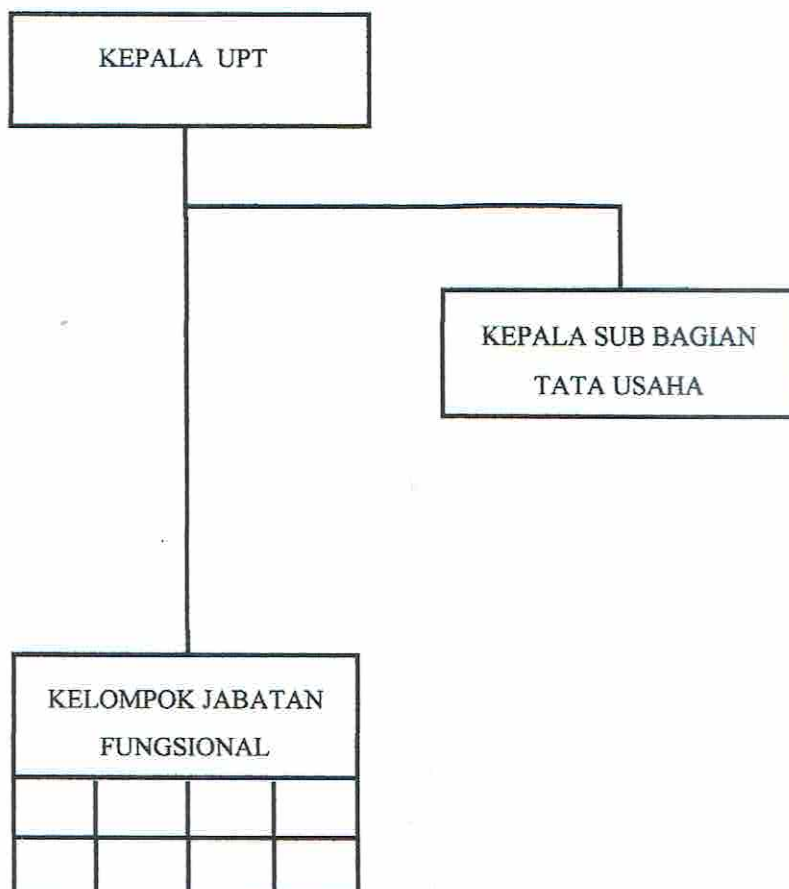 KEPALA UPT
KEPALA SUB BAGIAN
TATA USAHA
KELOMPOK JABATAN
FUNGSIONAL